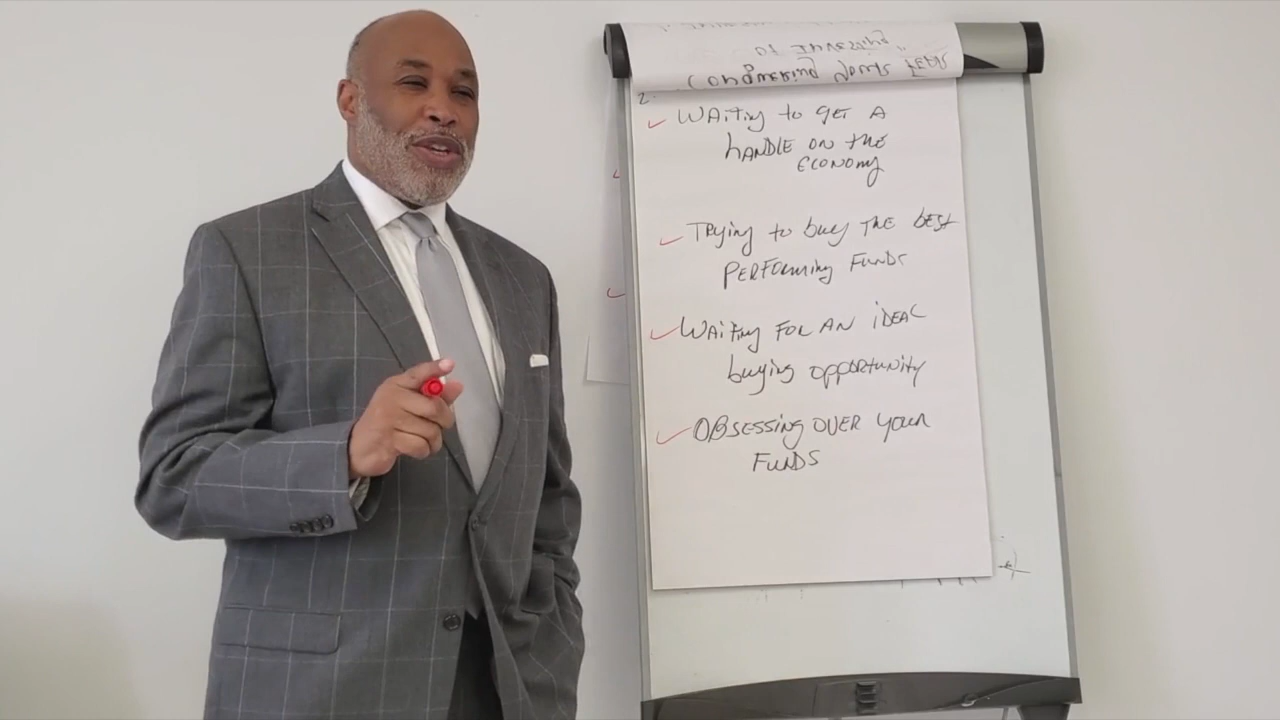 2.
WAiting to get A
hANDLE ON the
ECONOMY
TRying to buy THE best
PERFORming FUNDS
WAiting FOR AN iDEAL
buying opportunity
OBSESSING OVER YOUR
FUNDS